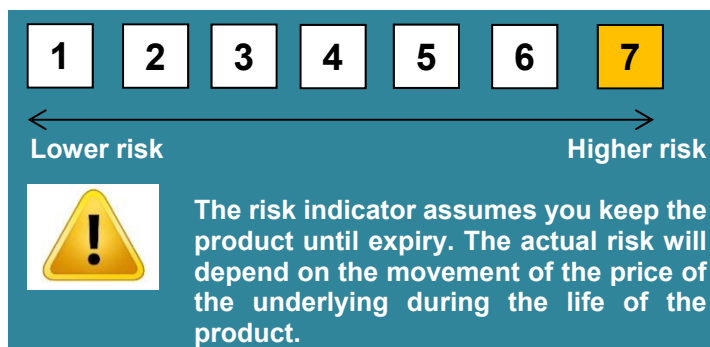 1 2 3 4 5 6 7
Lower risk Higher risk
!
The risk indicator assumes you keep the
product until expiry. The actual risk will
depend on the movement of the price of
the underlying during the life of the
product.